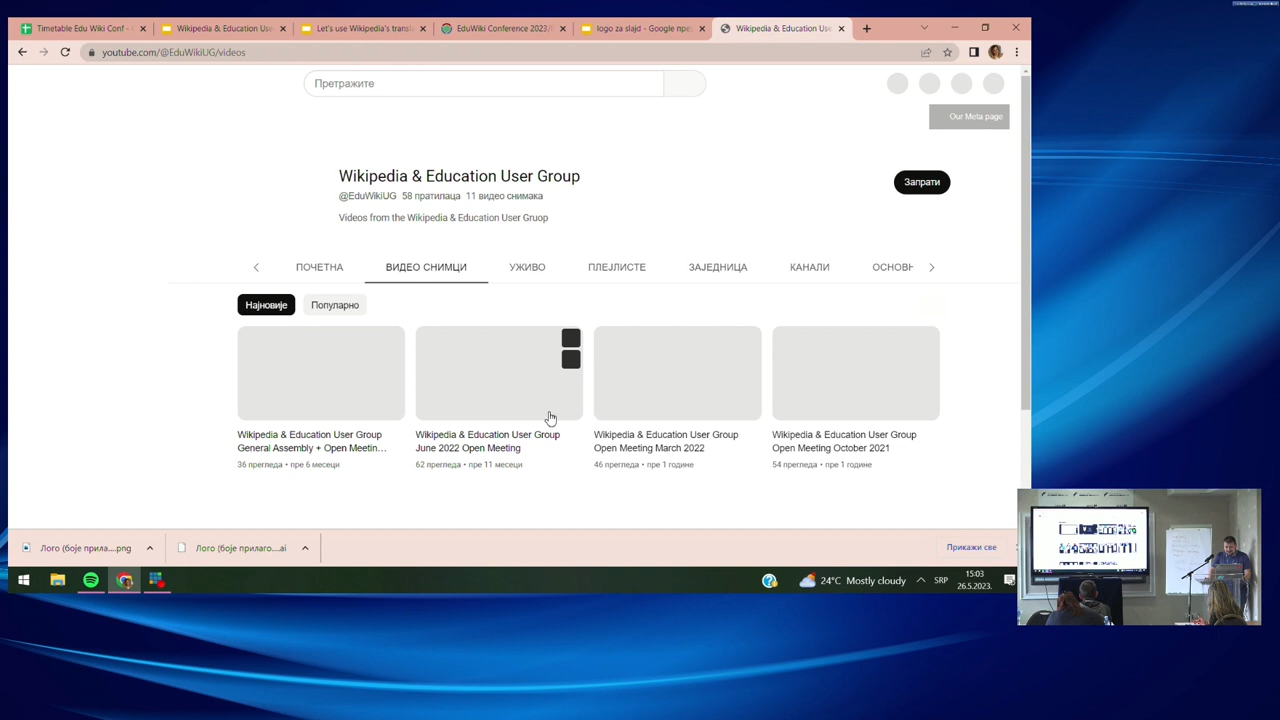 Timetable Edu Wiki Conf -
Wikipedia & Education Use
Let's use Wikipedia's transl
EduWiki Conference 2023/
logo za slajd - Google пре
Wikipedia & Education Use
youtube.com/@EduWikiUG/videos
Претражите
Our Meta page
Wikipedia & Education User Group
Запрати
@EduWikiUG 58 пратилаца 11 видео снимака
Videos from the Wikipedia & Education User Gruop
ПОЧЕТНА
ВИДЕО СНИМЦИ
УЖИВО
ПЛЕЈЛИСТЕ
ЗАЈЕДНИЦА
КАНАЛИ
ОСНОВН
Најновије
Популарно
Wikipedia & Education User Group
General Assembly + Open Meetin…
36 прегледа • пре 6 месеци
Wikipedia & Education User Group
June 2022 Open Meeting
62 прегледа • пре 11 месеци
Wikipedia & Education User Group
Open Meeting March 2022
46 прегледа • пре 1 године
Wikipedia & Education User Group
Open Meeting October 2021
54 прегледа • пре 1 године
Лого (боје прила....png
Лого (боје прилаго....ai
Прикажи све
24°C Mostly cloudy
SRP
15:03
26.5.2023.